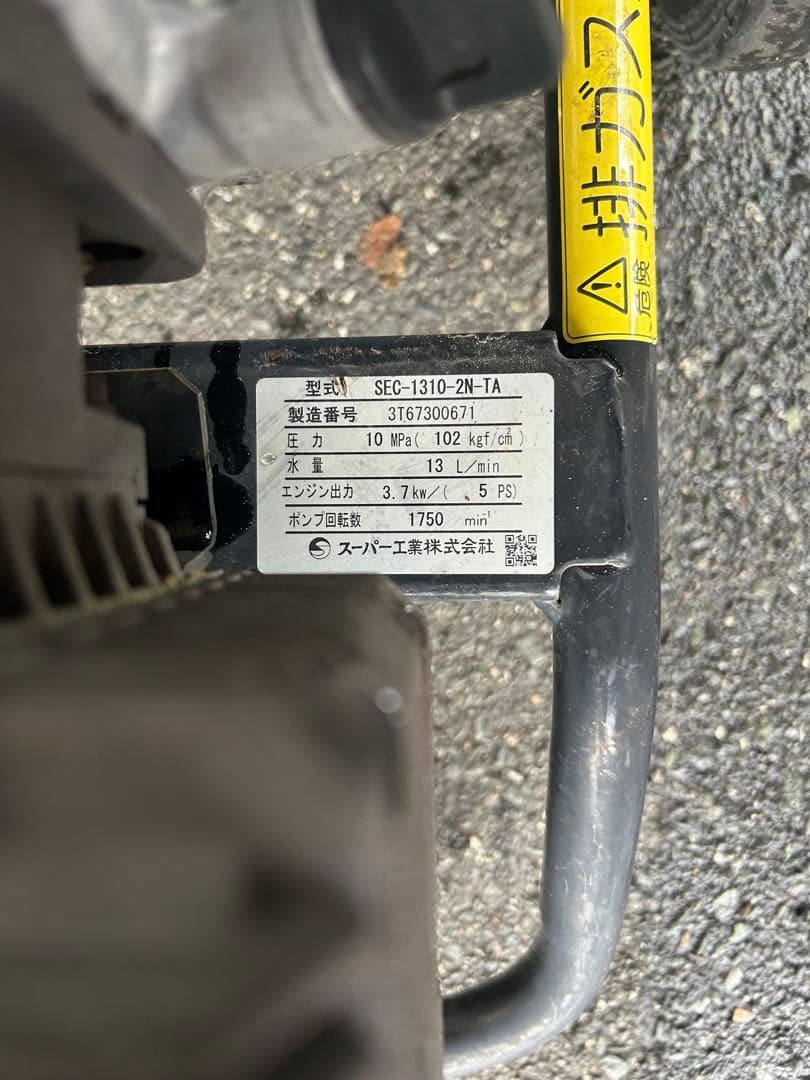 型式 SEC-1310-2N-TA
製造番号 3T67300671
圧力 10 MPa( 102 kgf/cm²)
水量 13 L/min
エンジン出力 3.7kw/( 5 PS)
ポンプ回転数 1750 min⁻¹
スーパー工業株式会社
危険
排ガス